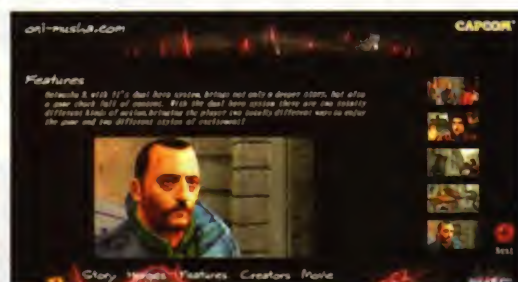 oni-musha.com
CAPCOM
Features
Onimusha 3 with it's dual hero system, brings not only a deeper story, but also
a game chock full of content. With the dual hero system there are two totally
different kinds of action, bringing the player two totally different ways to enjoy
the game and two different styles of excitement!
Next
Story Heroes Features Creators Movie